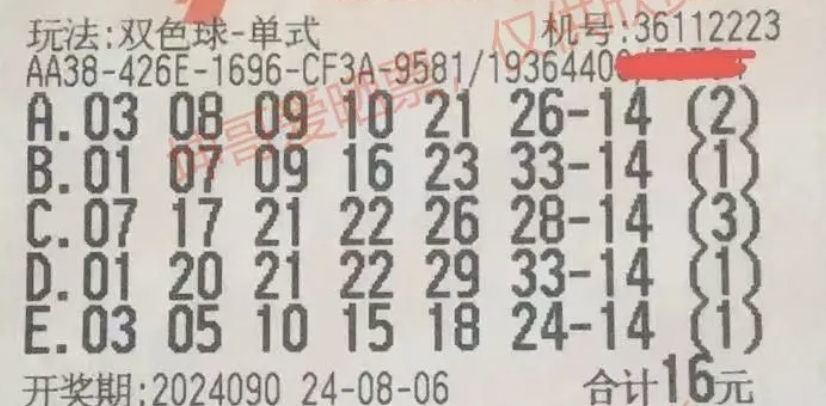 玩法:双色球-单式 机号:36112223
AA38-426E-1696-CF3A-9581/1936440
A.03 08 09 10 21 26-14 (2)
B.01 07 09 16 23 33-14 (1)
C.07 17 21 22 26 28-14 (3)
D.01 20 21 22 29 33-14 (1)
E.03 05 10 15 18 24-14 (1)
开奖期:2024090 24-08-06 合计16元